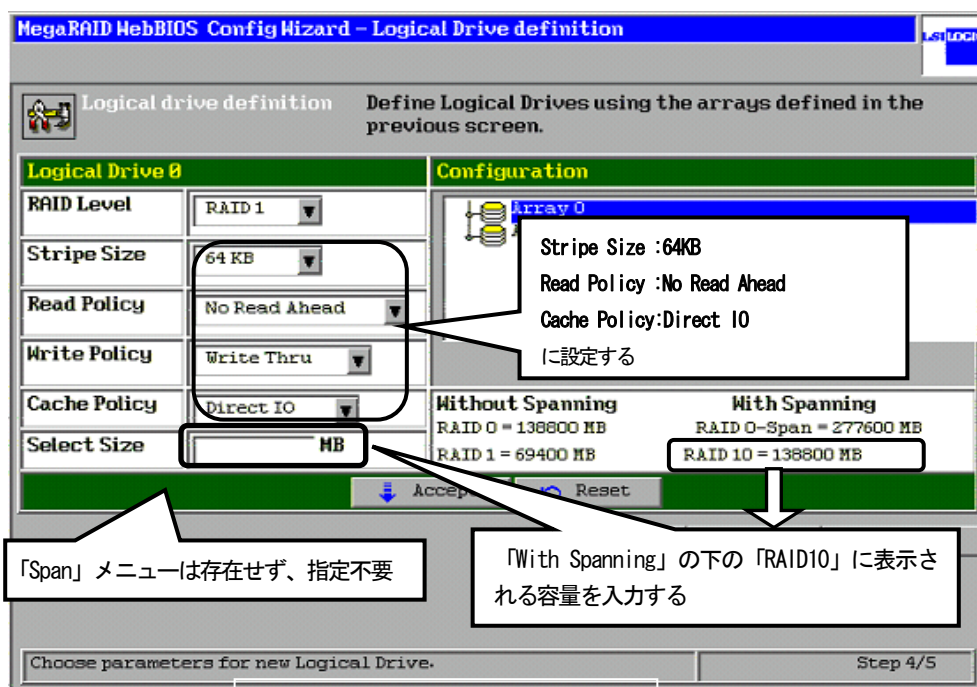 MegaRAID WebBIOS Config Wizard - Logical Drive definition
LSI LOGIC
Logical drive definition
Define Logical Drives using the arrays defined in the
previous screen.
Logical Drive 0
RAID Level
RAID 1
Stripe Size
64 KB
Read Policy
No Read Ahead
Write Policy
Write Thru
Cache Policy
Direct IO
Select Size
MB
Configuration
Array 0
Stripe Size :64KB
Read Policy :No Read Ahead
Cache Policy:Direct IO
に設定する
Without Spanning
With Spanning
RAID 0 = 138800 MB
RAID 0-Span = 277600 MB
RAID 1 = 69400 MB
RAID 10 = 138800 MB
Accep
Reset
「Span」メニューは存在せず、指定不要
「With Spanning」の下の「RAID10」に表示さ
れる容量を入力する
Choose parameters for new Logical Drive.
Step 4/5